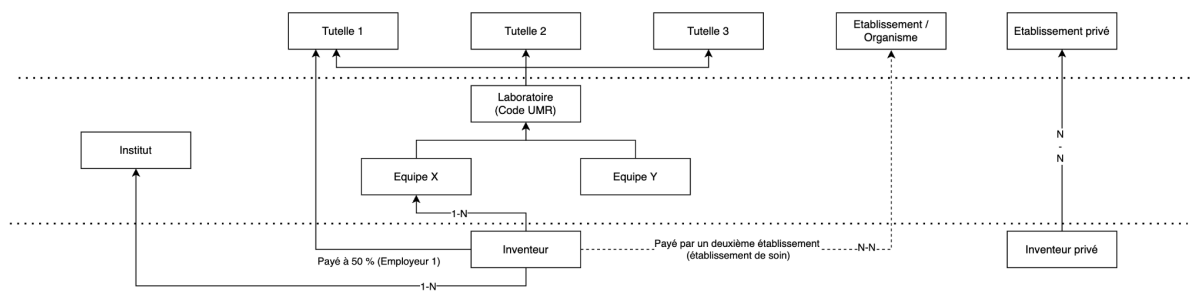 Tutelle 1
Tutelle 2
Tutelle 3
Etablissement /
Organisme
Etablissement privé
Laboratoire
(Code UMR)
Institut
N
-
N
Equipe X
Equipe Y
1-N
Inventeur
Payé par un deuxième établissement
(établissement de soin)
N-N
Inventeur privé
Payé à 50 % (Employeur 1)
1-N